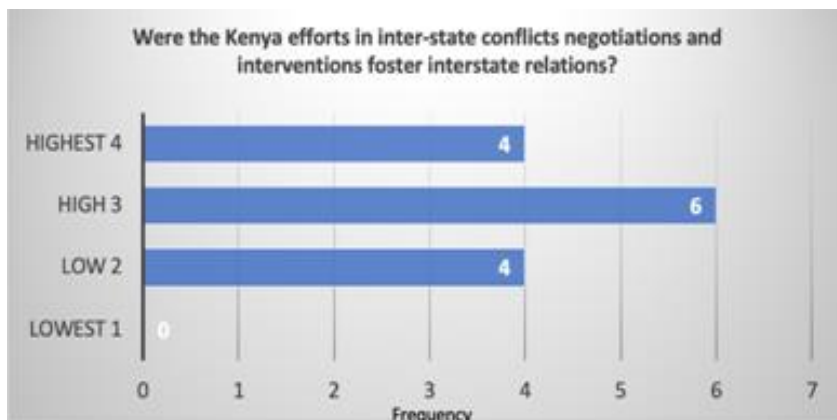 Were the Kenya efforts in inter-state conflicts negotiations and
interventions foster interstate relations?
HIGHEST 4
4
HIGH 3
6
LOW 2
4
LOWEST 1
0
0 1 2 3 4 5 6 7
Frequency